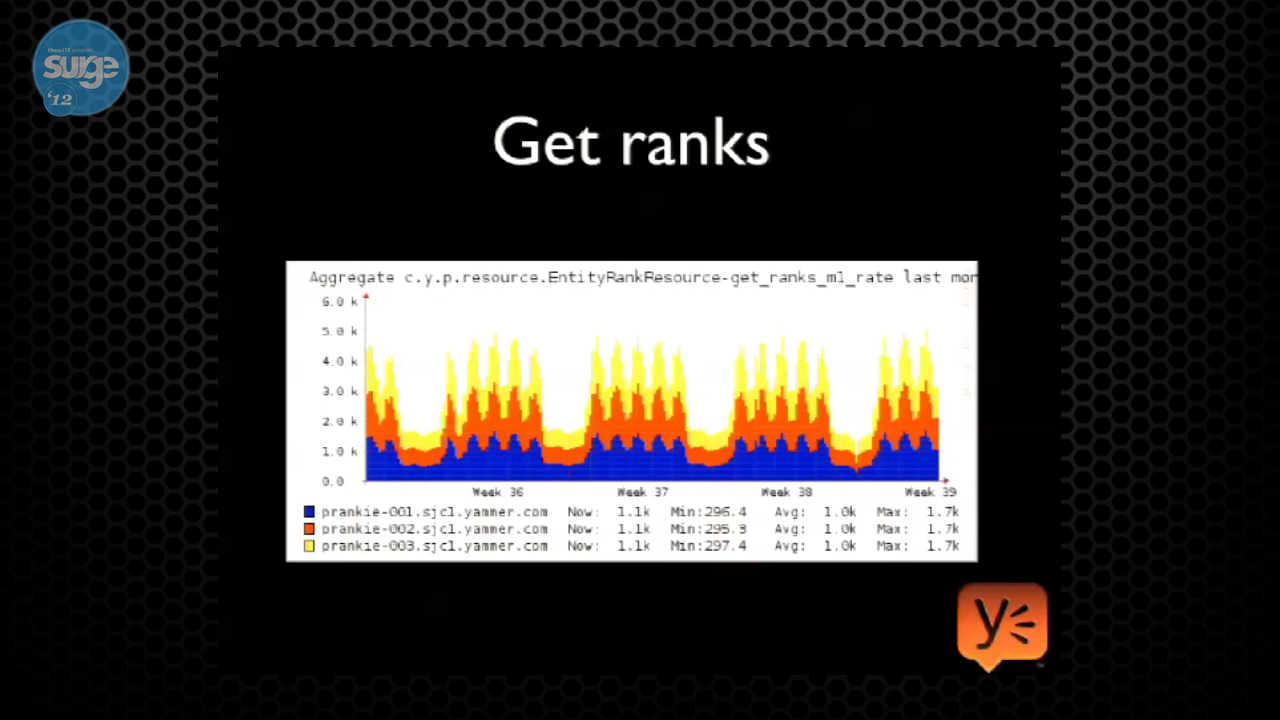 OmniTI presents
surge
'12
Get ranks
Aggregate c.y.p.resource.EntityRankResource-get_ranks_m1_rate last mon
6.0 k
5.0 k
4.0 k
3.0 k
2.0 k
1.0 k
0.0
Week 36 Week 37 Week 38 Week 39
prankie-001.sjc1.yammer.com Now: 1.1k Min:296.4 Avg: 1.0k Max: 1.7k
prankie-002.sjc1.yammer.com Now: 1.1k Min:295.3 Avg: 1.0k Max: 1.7k
prankie-003.sjc1.yammer.com Now: 1.1k Min:297.4 Avg: 1.0k Max: 1.7k
y